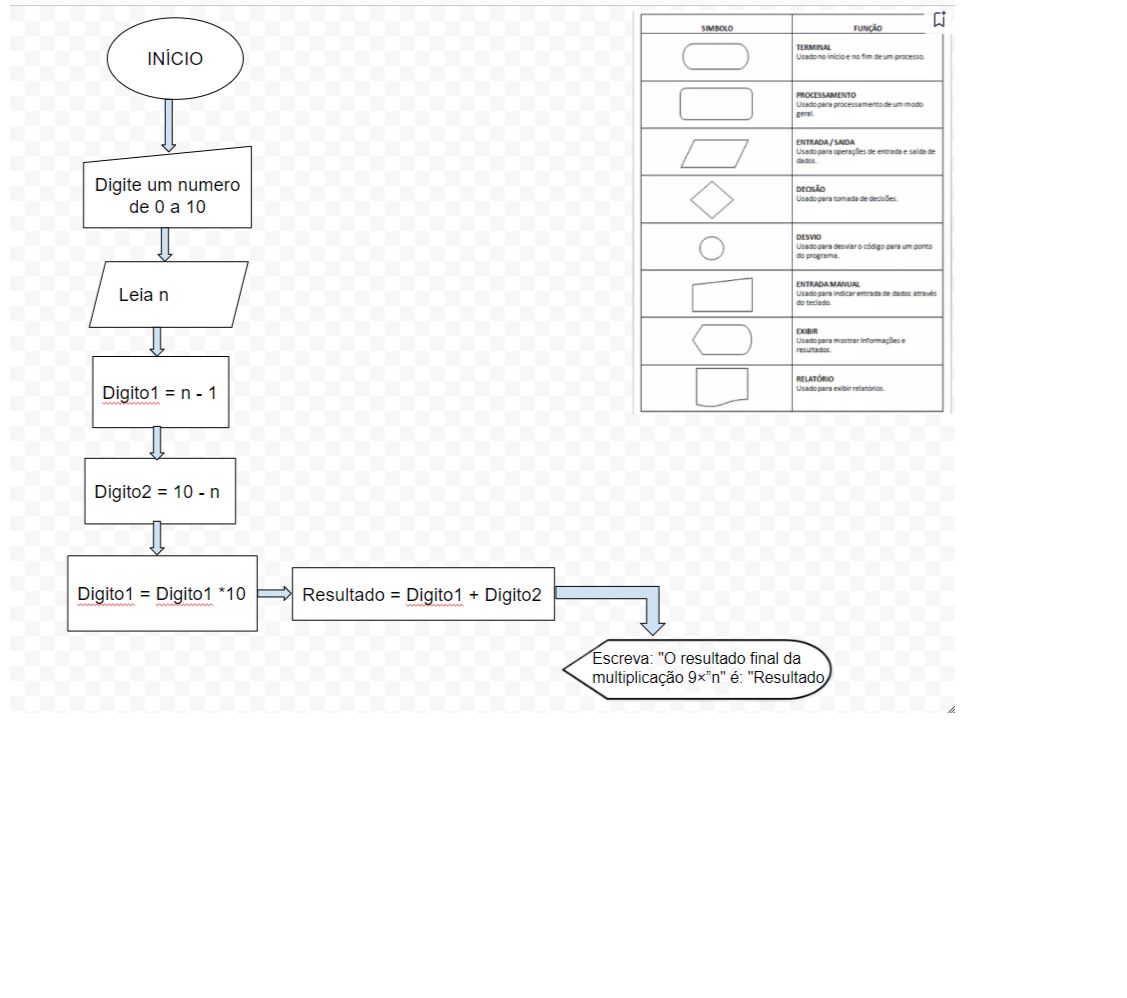 INÍCIO
Digite um numero
de 0 a 10
Leia n
Digito1 = n - 1
Digito2 = 10 - n
Digito1 = Digito1 *10
Resultado = Digito1 + Digito2
Escreva: "O resultado final da
multiplicação 9×"n" é: "Resultado
SIMBOLO
FUNÇÃO
TERMINAL
Usado no início e no fim de um processo.
PROCESSAMENTO
Usado para processamento de um modo
geral.
ENTRADA / SAIDA
Usado para operações de entrada e saída de
dados.
DECISÃO
Usado para tomada de decisões.
DESVIO
Usado para desviar o código para um ponto
do programa.
ENTRADA MANUAL
Usado para indicar entrada de dados através
do teclado.
EXIBIR
Usado para mostrar informações e
resultados.
RELATÓRIO
Usado para exibir relatórios.